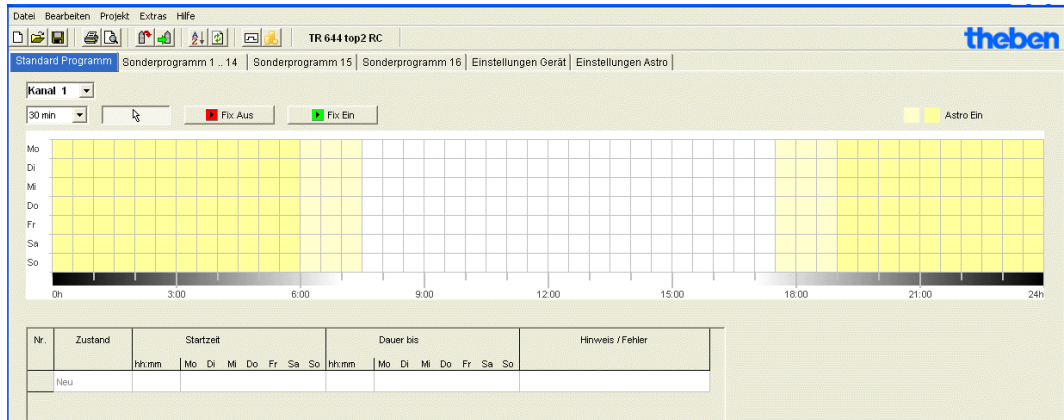 Datei Bearbeiten Projekt Extras Hilfe
TR 644 top2 RC
theben
Standard Programm Sonderprogramm 1 .. 14 Sonderprogramm 15 Sonderprogramm 16 Einstellungen Gerät Einstellungen Astro
Kanal 1
30 min Fix Aus Fix Ein Astro Ein
Mo
Di
Mi
Do
Fr
Sa
So
0h 3:00 6:00 9:00 12:00 15:00 18:00 21:00 24h
Nr. Zustand Startzeit Dauer bis Hinweis / Fehler
hh:mm Mo Di Mi Do Fr Sa So hh:mm Mo Di Mi Do Fr Sa So
Neu